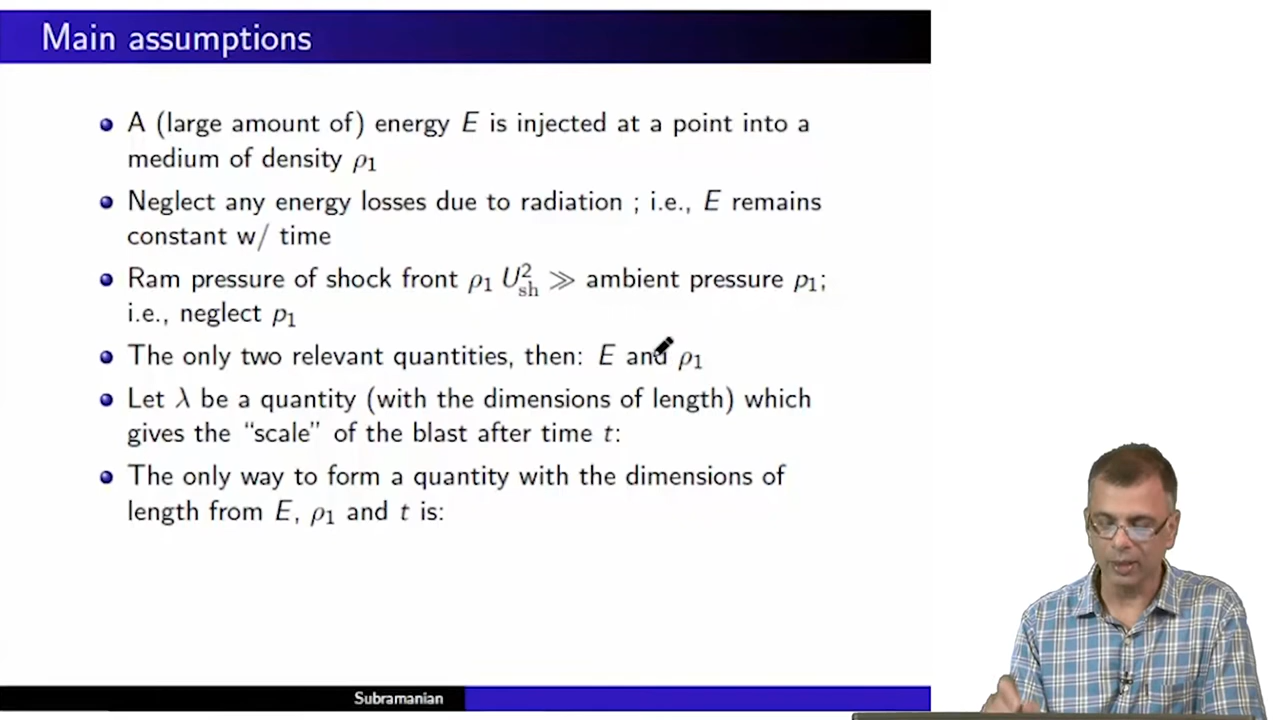 Main assumptions
A (large amount of) energy E is injected at a point into a
medium of density ρ₁
Neglect any energy losses due to radiation ; i.e., E remains
constant w/ time
Ram pressure of shock front ρ₁ U²sh ≫ ambient pressure p₁;
i.e., neglect p₁
The only two relevant quantities, then: E and ρ₁
Let λ be a quantity (with the dimensions of length) which
gives the “scale” of the blast after time t:
The only way to form a quantity with the dimensions of
length from E, ρ₁ and t is:
Subramanian